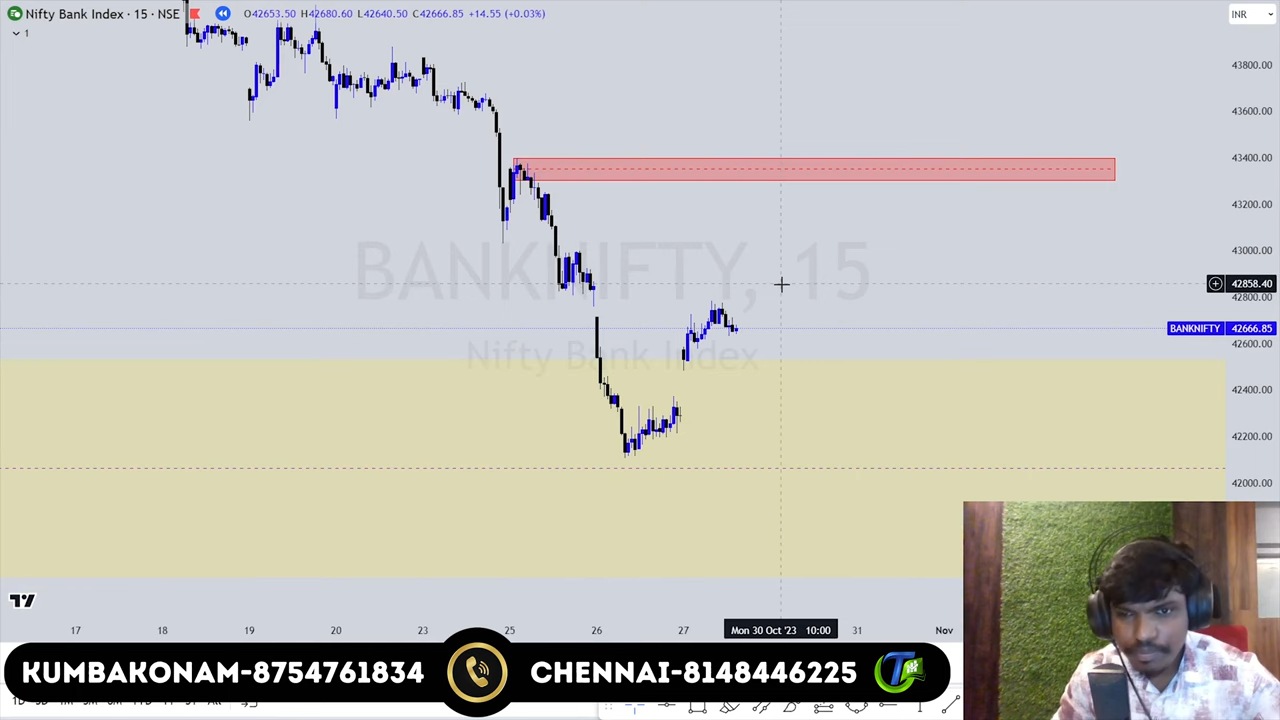 Nifty Bank Index · 15 · NSE O42653.50 H42680.60 L42640.50 C42666.85 +14.55 (+0.03%) INR
1
43800.00
43600.00
43400.00
43200.00
43000.00
BANKNIFTY, 15
42858.40
42800.00
BANKNIFTY 42666.85
42600.00
Nifty Bank Index
42400.00
42200.00
42000.00
17 18 19 20 23 25 26 27 Mon 30 Oct '23 10:00 31 Nov
KUMBAKONAM-8754761834 CHENNAI-8148446225